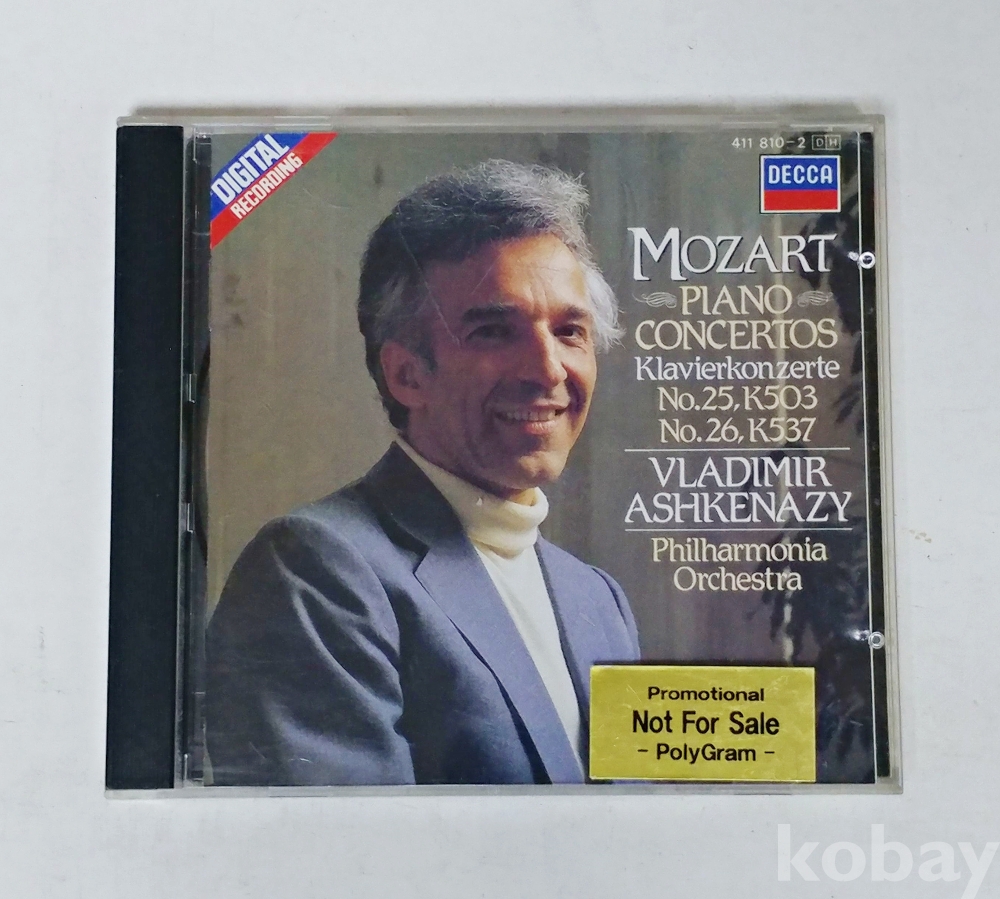 DIGITAL
RECORDING
411 810-2 DH
DECCA
MOZART
PIANO
CONCERTOS
Klavierkonzerte
No.25, K503
No.26, K537
VLADIMIR
ASHKENAZY
Philharmonia
Orchestra
Promotional
Not For Sale
- PolyGram -
kobay